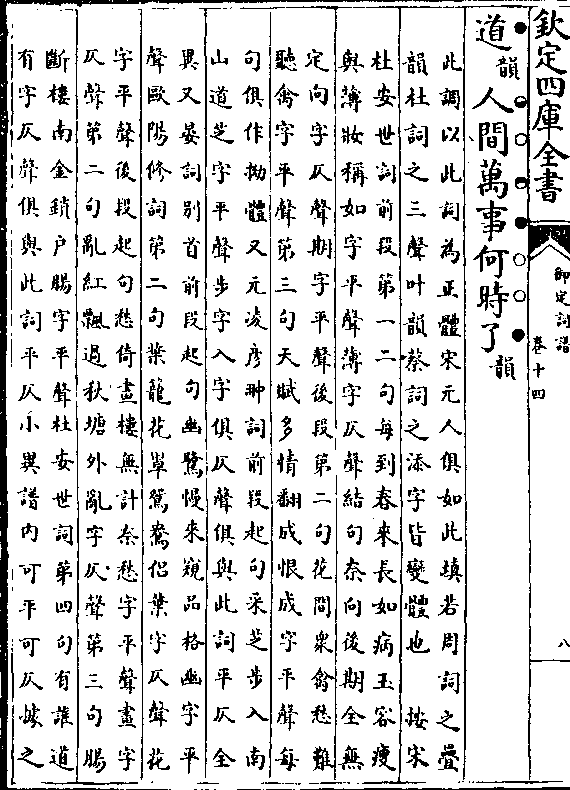 欽定四庫全書
御定詞譜
卷十四
八
道韻人間萬事何時了韻
此調以此詞為正體宋元人俱如此填若周詞之疊
韻杜詞之三聲叶韻蔡詞之添字皆變體也　按宋
杜安世詞前段第一二句每到春來長如病玉容瘦
與薄妝稱如字平聲薄字仄聲結句奈向後期全無
定向字仄聲期字平聲後段第二句花間衆禽愁難
聽禽字平聲第三句天賦多情翻成恨成字平聲每
句俱作拗體又元凌彥翀詞前段起句采芝步入南
山道芝字平聲步字入字俱仄聲俱與此詞平仄全
異又晏詞別首前段起句幽鷺慢來窺品格幽字平
聲歐陽修詞第二句葉籠花罩鴛鴦侶葉字仄聲花
字平聲後段起句愁倚畫樓無計奈愁字平聲畫字
仄聲第二句亂紅飄過秋塘外亂字仄聲第三句腸
斷樓南金鎖户腸字平聲杜安世詞第四句有誰道
有字仄聲俱與此詞平仄小異譜内可平可仄據之